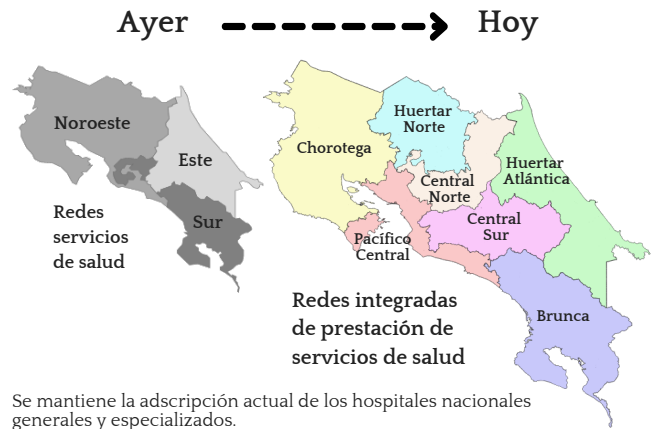 Ayer
Hoy
Noroeste
Este
Sur
Redes
servicios
de salud
Huertar
Norte
Chorotega
Huertar
Atlántica
Central
Norte
Central
Sur
Pacífico
Central
Brunca
Redes integradas
de prestación de
servicios de salud
Se mantiene la adscripción actual de los hospitales nacionales
generales y especializados.